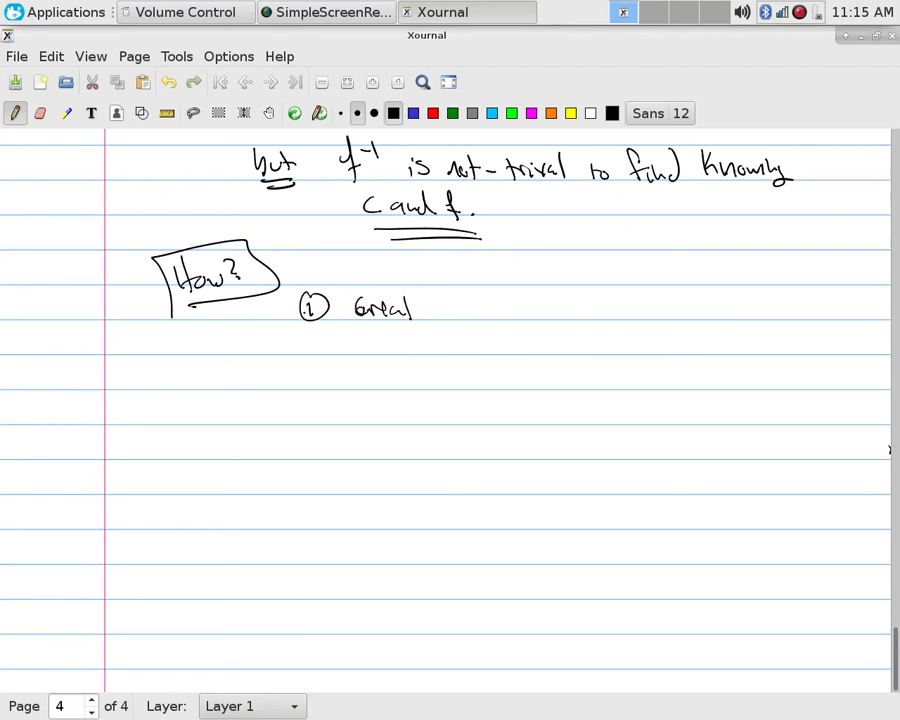 Applications Volume Control SimpleScreenRe... Xournal 11:15 AM
Xournal
File Edit View Page Tools Options Help
Sans 12
but f⁻¹ is not-trival to find knowing
C and f.
How?
① Great
Page 4 of 4 Layer: Layer 1